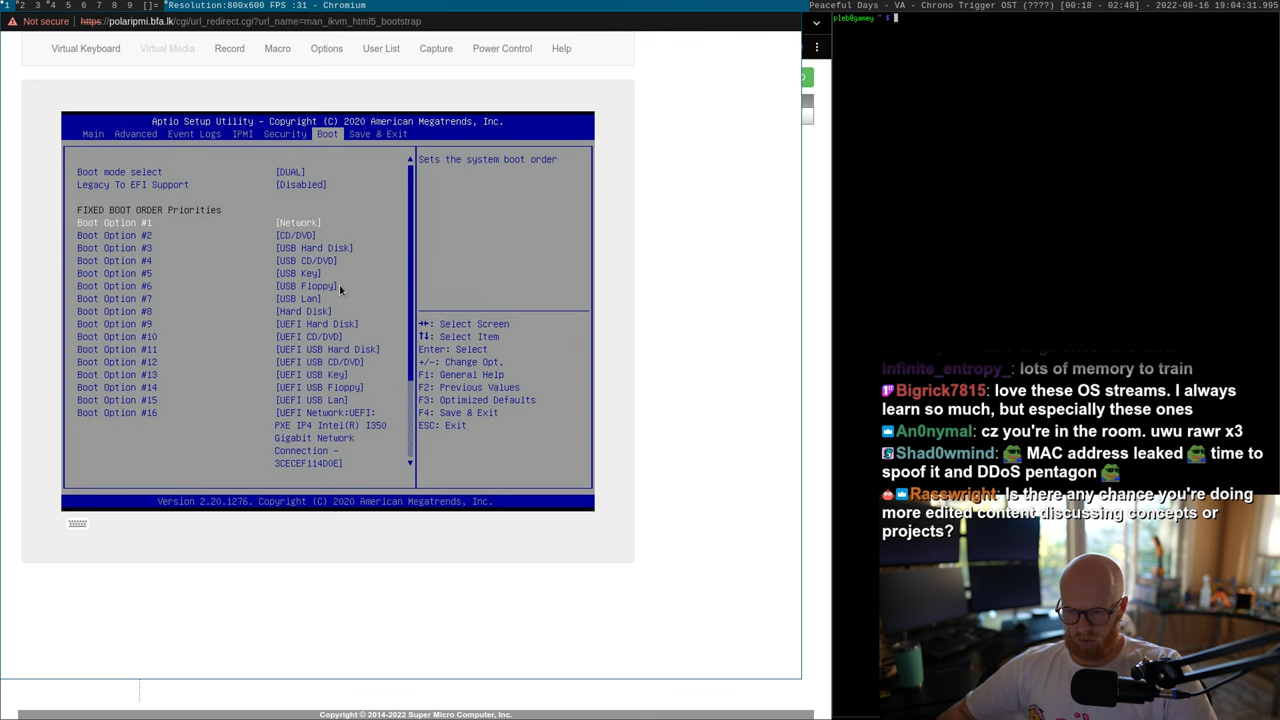 1 2 3 4 5 6 7 8 9 []= Resolution:800x600 FPS :31 - Chromium
Peaceful Days - VA - Chrono Trigger OST (????) [00:18 - 02:48] - 2022-08-16 19:04:31.995
Not secure https://polaripmi.bfa.lk/cgi/url_redirect.cgi?url_name=man_ikvm_html5_bootstrap
pleb@gamey ~ $
Virtual Keyboard Virtual Media Record Macro Options User List Capture Power Control Help
Aptio Setup Utility – Copyright (C) 2020 American Megatrends, Inc.
Main Advanced Event Logs IPMI Security Boot Save & Exit
Boot mode select [DUAL]
Legacy To EFI Support [Disabled]
FIXED BOOT ORDER Priorities
Boot Option #1 [Network]
Boot Option #2 [CD/DVD]
Boot Option #3 [USB Hard Disk]
Boot Option #4 [USB CD/DVD]
Boot Option #5 [USB Key]
Boot Option #6 [USB Floppy]
Boot Option #7 [USB Lan]
Boot Option #8 [Hard Disk]
Boot Option #9 [UEFI Hard Disk]
Boot Option #10 [UEFI CD/DVD]
Boot Option #11 [UEFI USB Hard Disk]
Boot Option #12 [UEFI USB CD/DVD]
Boot Option #13 [UEFI USB Key]
Boot Option #14 [UEFI USB Floppy]
Boot Option #15 [UEFI USB Lan]
Boot Option #16 [UEFI Network:UEFI:
PXE IP4 Intel(R) I350
Gigabit Network
Connection –
3CECEF114D0E]
Sets the system boot order
→←: Select Screen
↑↓: Select Item
Enter: Select
+/-: Change Opt.
F1: General Help
F2: Previous Values
F3: Optimized Defaults
F4: Save & Exit
ESC: Exit
Version 2.20.1276. Copyright (C) 2020 American Megatrends, Inc.
Copyright © 2014-2022 Super Micro Computer, Inc.
Infinite_entropy_: lots of memory to train
Bigrick7815: love these OS streams. I always
learn so much, but especially these ones
An0nymal: cz you're in the room. uwu rawr x3
Shad0wmind: MAC address leaked time to
spoof it and DDoS pentagon
Rasswright: Is there any chance you're doing
more edited content discussing concepts or
projects?